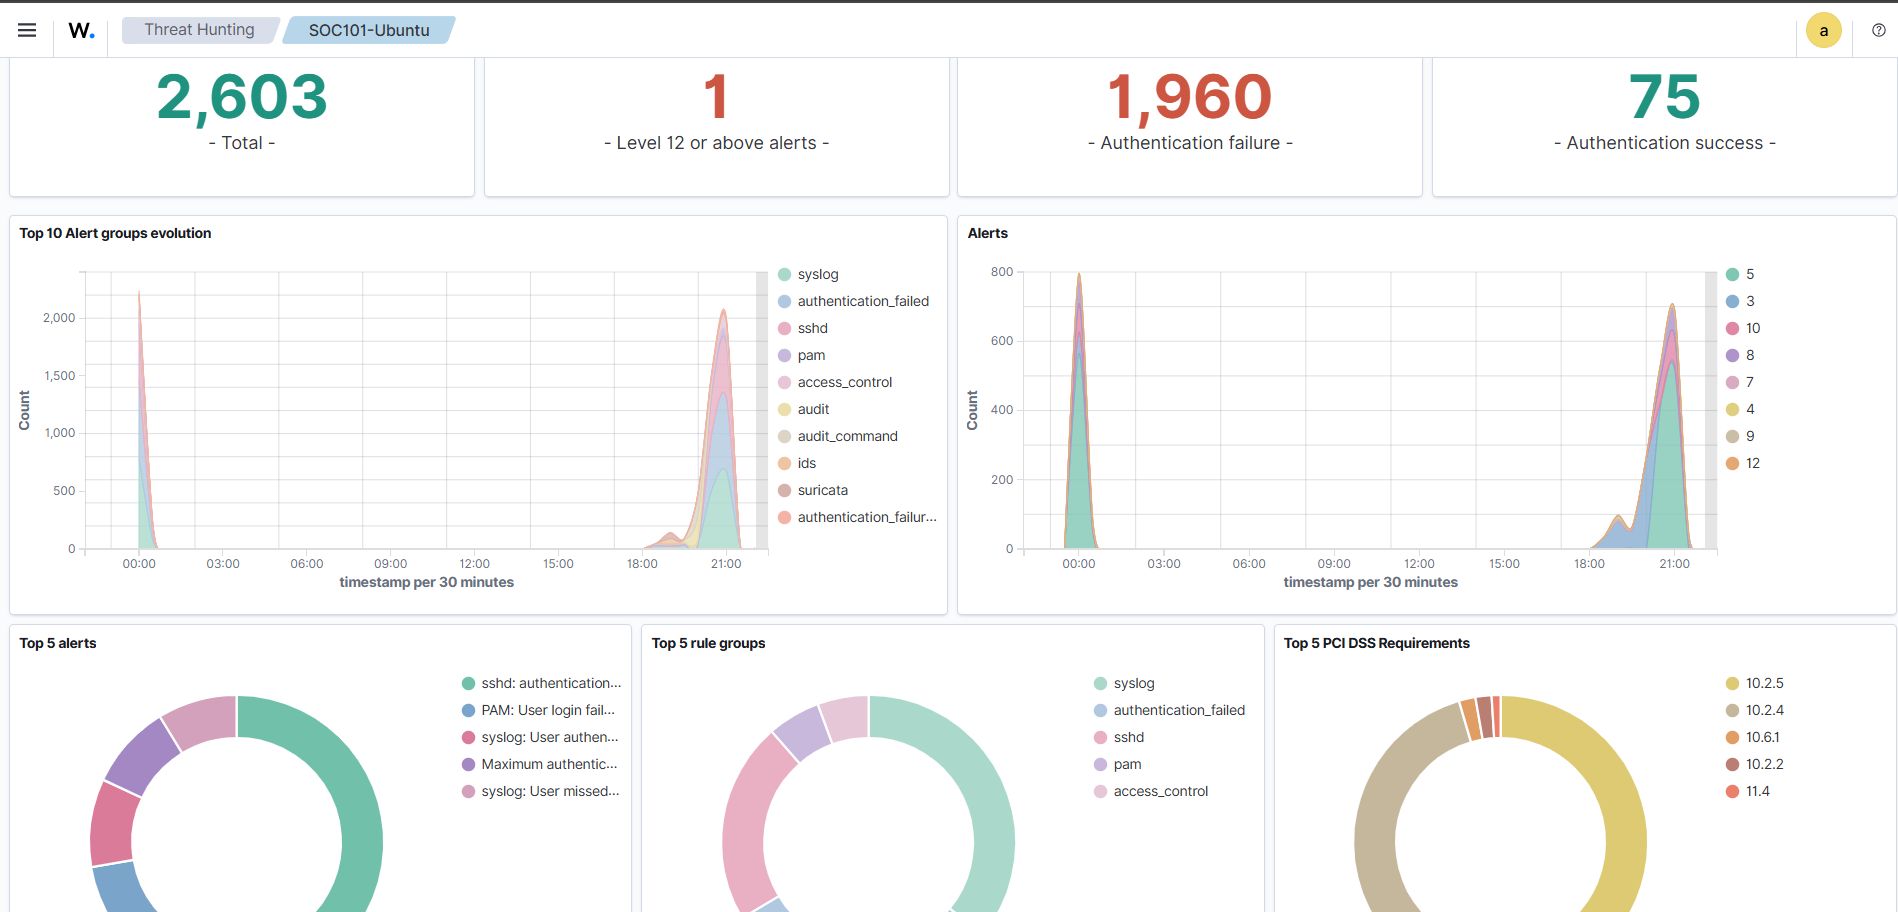 W. Threat Hunting SOC101-Ubuntu a
2,603
- Total -
1
- Level 12 or above alerts -
1,960
- Authentication failure -
75
- Authentication success -
Top 10 Alert groups evolution
Count
2,000
1,500
1,000
500
0
00:00 03:00 06:00 09:00 12:00 15:00 18:00 21:00
timestamp per 30 minutes
syslog
authentication_failed
sshd
pam
access_control
audit
audit_command
ids
suricata
authentication_failur...
Alerts
Count
800
600
400
200
0
00:00 03:00 06:00 09:00 12:00 15:00 18:00 21:00
timestamp per 30 minutes
5
3
10
8
7
4
9
12
Top 5 alerts
sshd: authentication...
PAM: User login fail...
syslog: User authen...
Maximum authentic...
syslog: User missed...
Top 5 rule groups
syslog
authentication_failed
sshd
pam
access_control
Top 5 PCI DSS Requirements
10.2.5
10.2.4
10.6.1
10.2.2
11.4